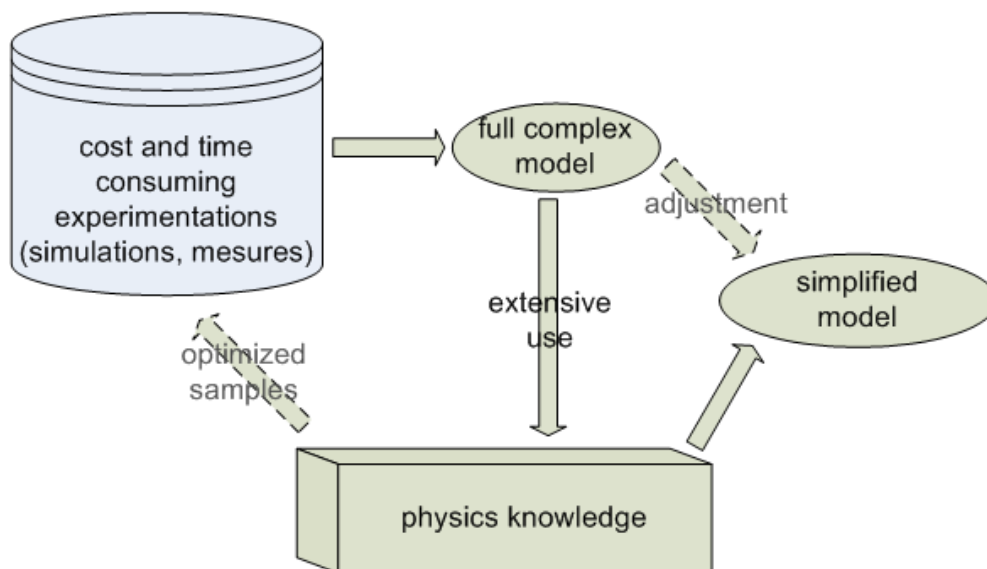 cost and time
consuming
experimentations
(simulations, mesures)
full complex
model
adjustment
simplified
model
extensive
use
optimized
samples
physics knowledge